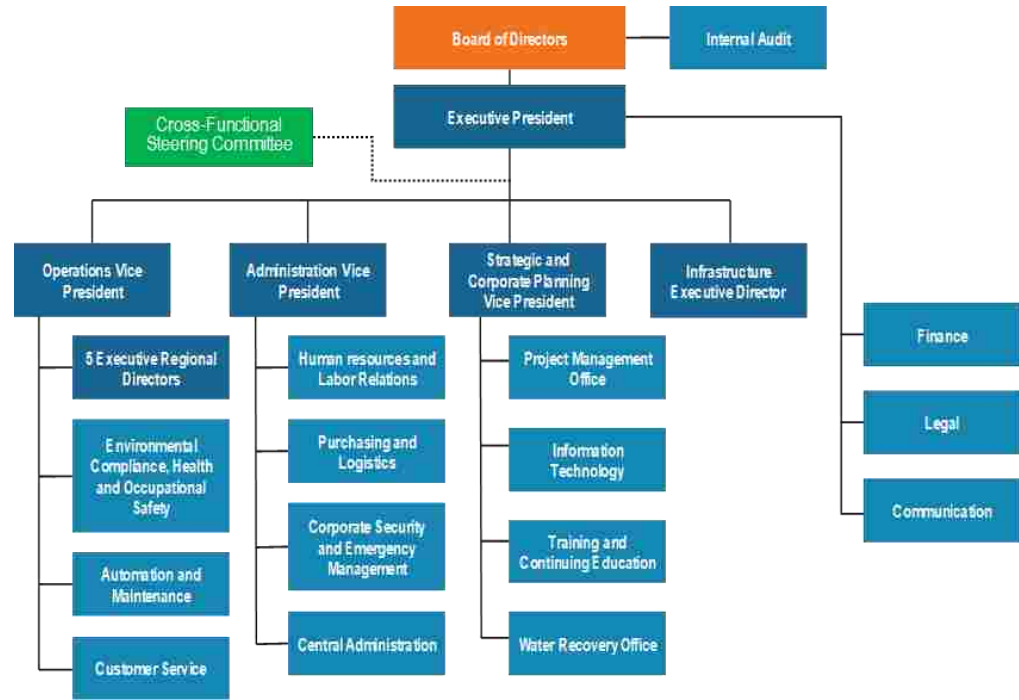 Board of Directors
Internal Audit
Executive President
Cross-Functional
Steering Committee
Operations Vice
President
Administration Vice
President
Strategic and
Corporate Planning
Vice President
Infrastructure
Executive Director
5 Executive Regional
Directors
Environmental
Compliance, Health
and Occupational
Safety
Automation and
Maintenance
Customer Service
Human resources and
Labor Relations
Purchasing and
Logistics
Corporate Security
and Emergency
Management
Central Administration
Project Management
Office
Information
Technology
Training and
Continuing Education
Water Recovery Office
Finance
Legal
Communication